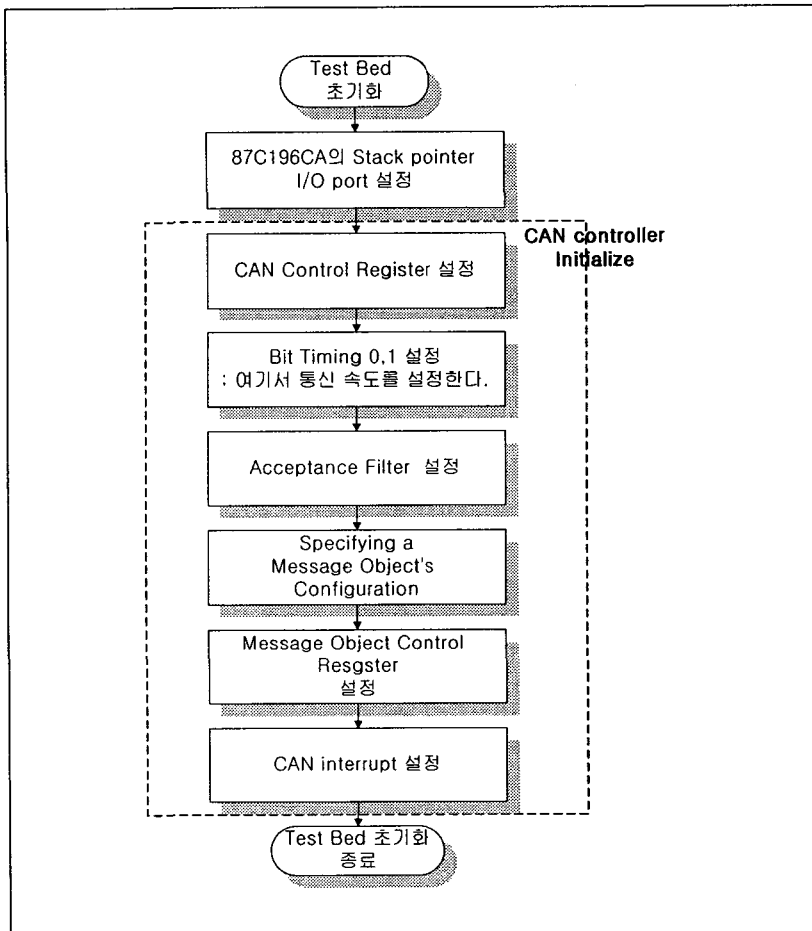 Test Bed
초기화
87C196CA의 Stack pointer
I/O port 설정
CAN controller
Initialize
CAN Control Register 설정
Bit Timing 0,1 설정
: 여기서 통신 속도를 설정한다.
Acceptance Filter 설정
Specifying a
Message Object's
Configuration
Message Object Control
Resgster
설정
CAN interrupt 설정
Test Bed 초기화
종료